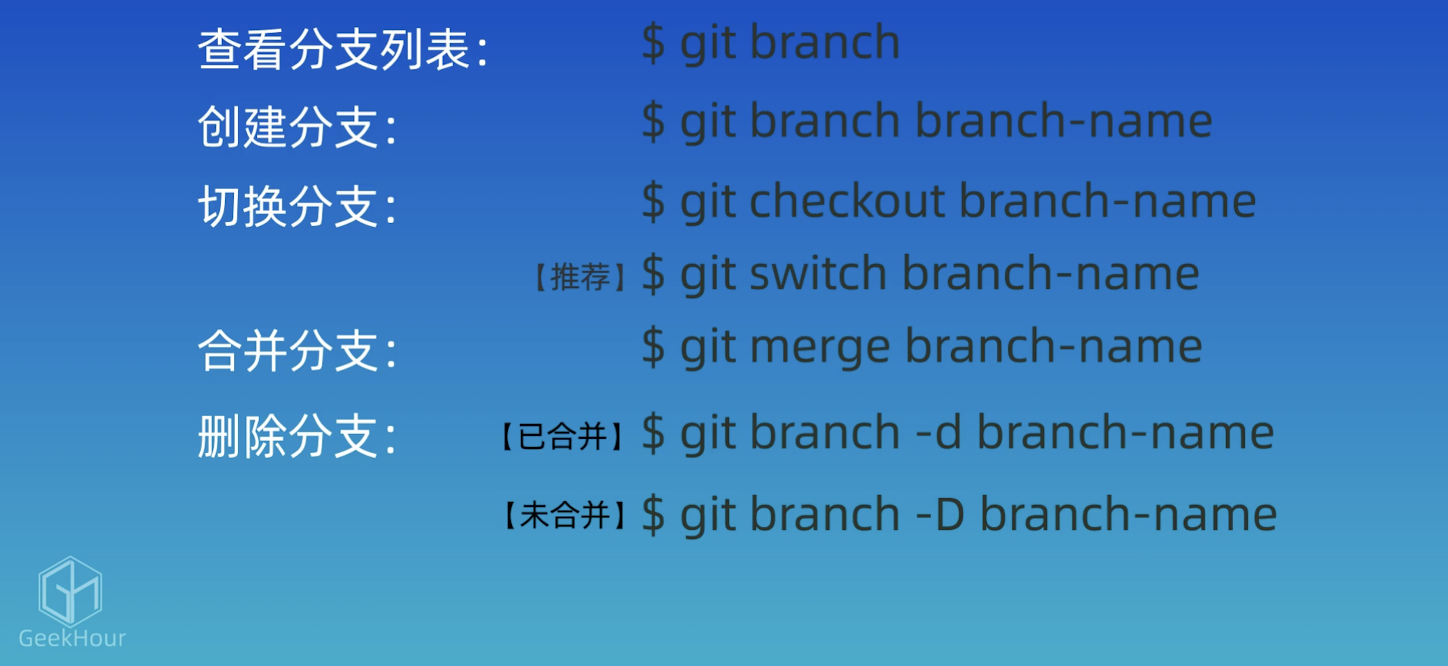 查看分支列表： $ git branch
创建分支： $ git branch branch-name
切换分支： $ git checkout branch-name
【推荐】 $ git switch branch-name
合并分支： $ git merge branch-name
删除分支： 【已合并】 $ git branch -d branch-name
【未合并】 $ git branch -D branch-name
GeekHour